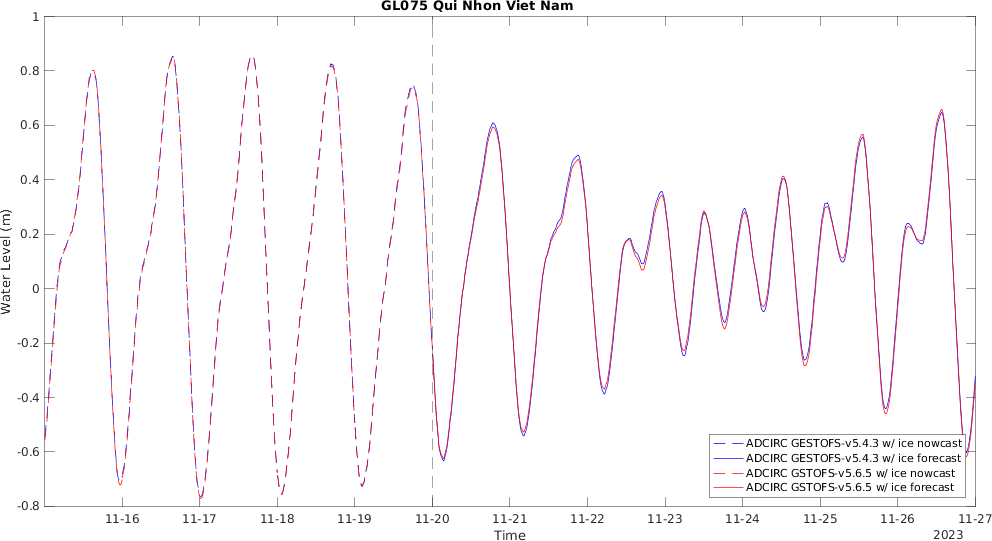 GL075 Qui Nhon Viet Nam
1
0.8
0.6
0.4
0.2
0
-0.2
-0.4
-0.6
-0.8
Water Level (m)
11-16 11-17 11-18 11-19 11-20 11-21 11-22 11-23 11-24 11-25 11-26 11-27
Time
2023
ADCIRC GESTOFS-v5.4.3 w/ ice nowcast
ADCIRC GESTOFS-v5.4.3 w/ ice forecast
ADCIRC GSTOFS-v5.6.5 w/ ice nowcast
ADCIRC GSTOFS-v5.6.5 w/ ice forecast